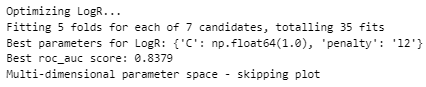 Optimizing LogR...
Fitting 5 folds for each of 7 candidates, totalling 35 fits
Best parameters for LogR: {'C': np.float64(1.0), 'penalty': 'l2'}
Best roc_auc score: 0.8379
Multi-dimensional parameter space - skipping plot